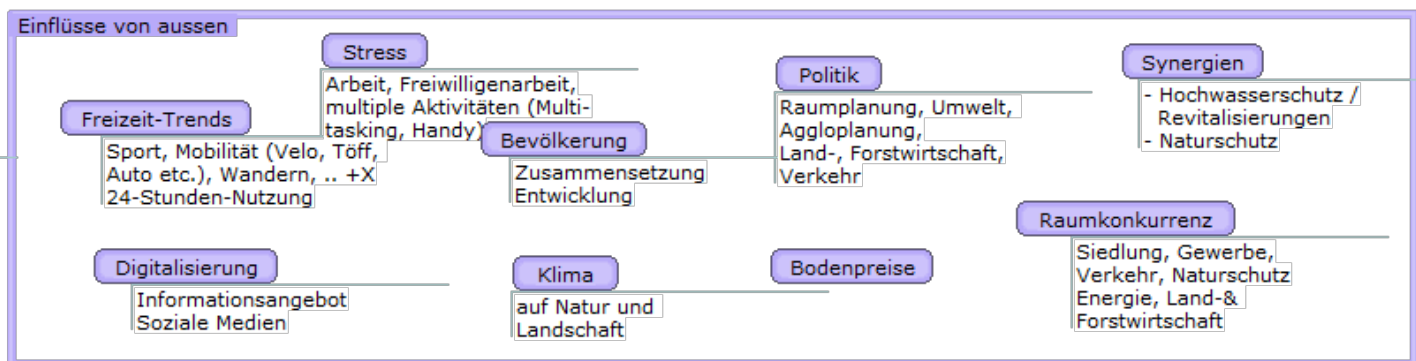 Einflüsse von aussen
Stress
Arbeit, Freiwilligenarbeit,
multiple Aktivitäten (Multi-
tasking, Handy)
Freizeit-Trends
Sport, Mobilität (Velo, Töff,
Auto etc.), Wandern, .. +X
24-Stunden-Nutzung
Bevölkerung
Zusammensetzung
Entwicklung
Politik
Raumplanung, Umwelt,
Aggloplanung,
Land-, Forstwirtschaft,
Verkehr
Synergien
- Hochwasserschutz /
Revitalisierungen
- Naturschutz
Digitalisierung
Informationsangebot
Soziale Medien
Klima
auf Natur und
Landschaft
Bodenpreise
Raumkonkurrenz
Siedlung, Gewerbe,
Verkehr, Naturschutz
Energie, Land-&
Forstwirtschaft